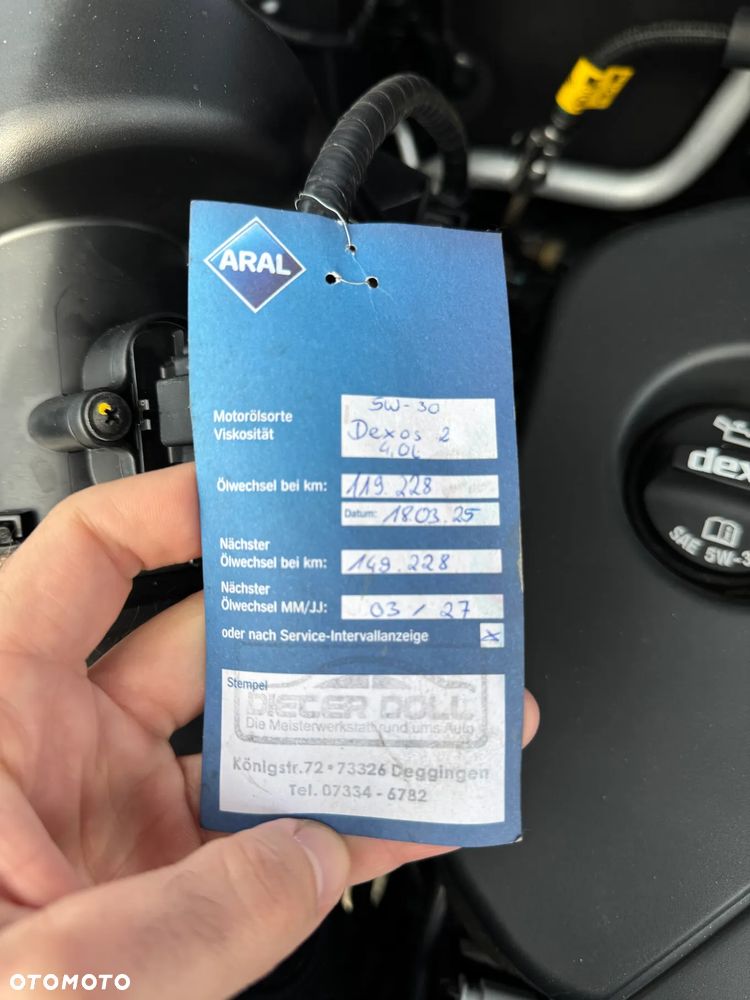 ARAL
Motorölsorte
Viskosität
5W-30
Dexos 2
4,0L
Ölwechsel bei km: 119.228
Datum: 18.03.25
Nächster
Ölwechsel bei km: 149.228
Nächster
Ölwechsel MM/JJ: 03 / 27
oder nach Service-Intervallanzeige x
Stempel
DIETER DOLL
Die Meisterwerkstatt rund ums Auto
Königstr.72 • 73326 Deggingen
Tel. 07334 - 6782
dex
SAE 5W-3
OTOMOTO